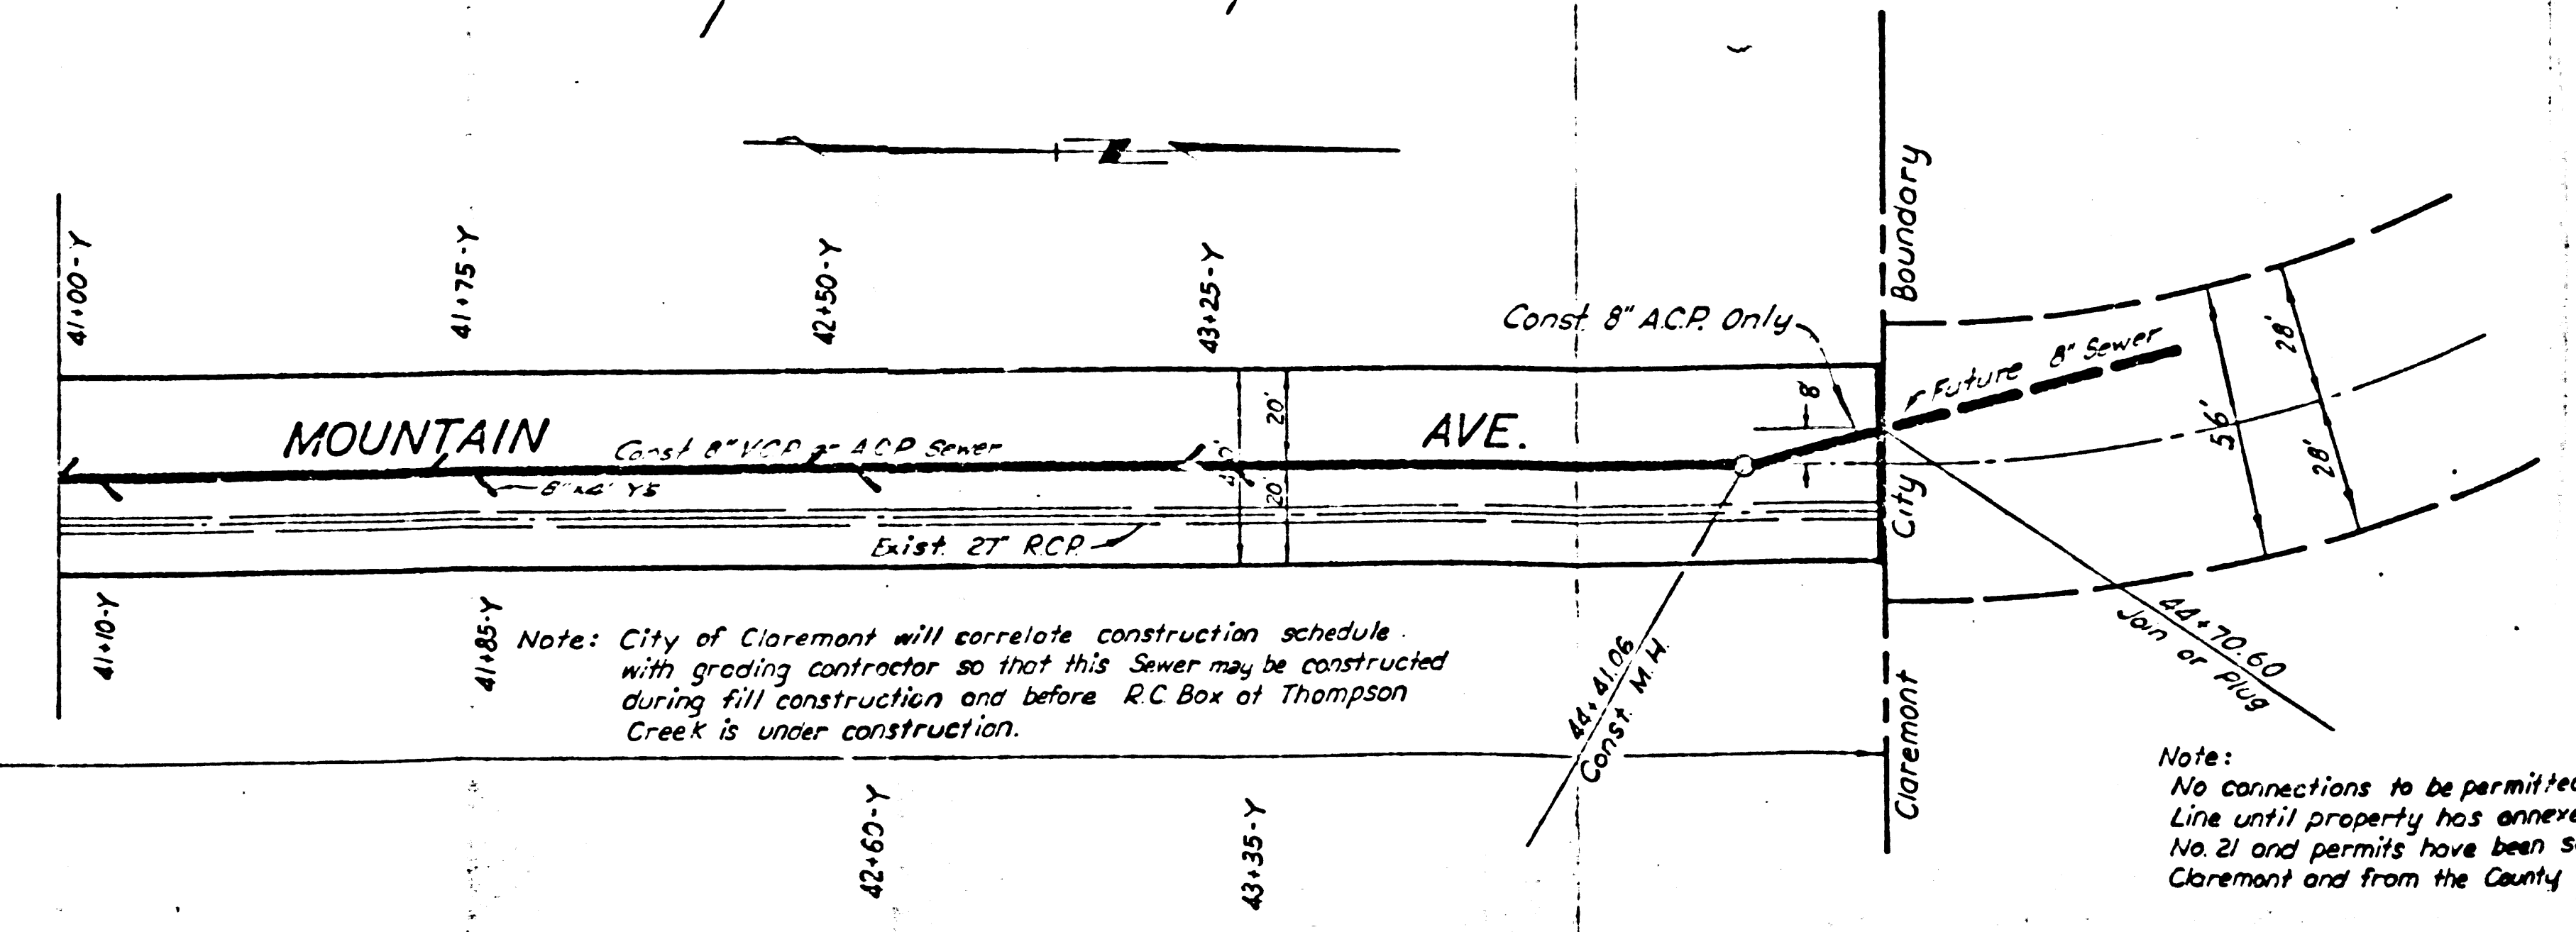 41+00-Y
41+75-Y
42+50-Y
43+25-Y
Const. 8" A.C.P. Only
Boundary
MOUNTAIN AVE.
Const 8" V.C.P. or A.C.P. Sewer
8"x4" Ys
20'
20'
8'
Future 8" Sewer
28'
56'
28'
Exist. 27" R.C.P.
City
41+10-Y
41+85-Y
42+60-Y
43+35-Y
Note: City of Claremont will correlate construction schedule
with grading contractor so that this Sewer may be constructed
during fill construction and before R.C. Box at Thompson
Creek is under construction.
44+41.06
Const. M.H.
44+70.60
Join or Plug
Claremont
Note:
No connections to be permitted
Line until property has annexe
No. 21 and permits have been s
Claremont and from the County